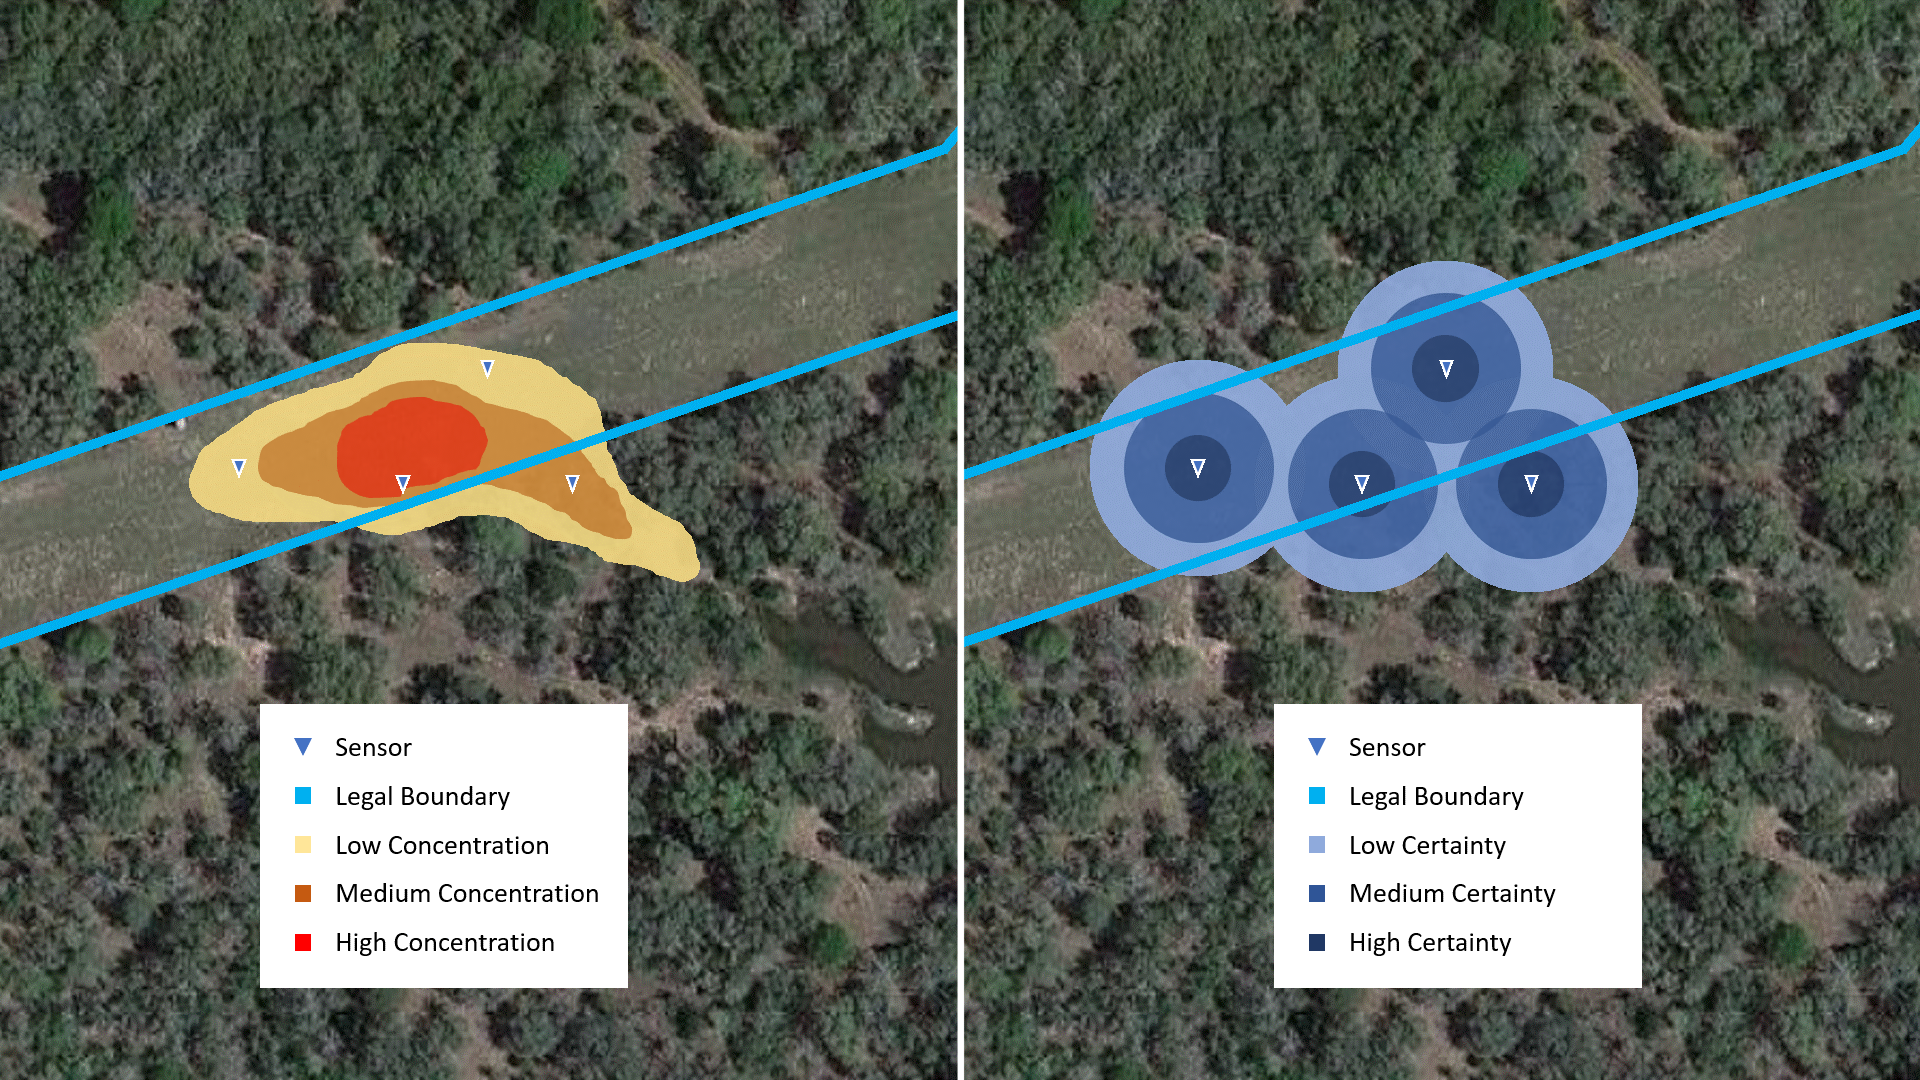 Sensor
Legal Boundary
Low Concentration
Medium Concentration
High Concentration
Sensor
Legal Boundary
Low Certainty
Medium Certainty
High Certainty